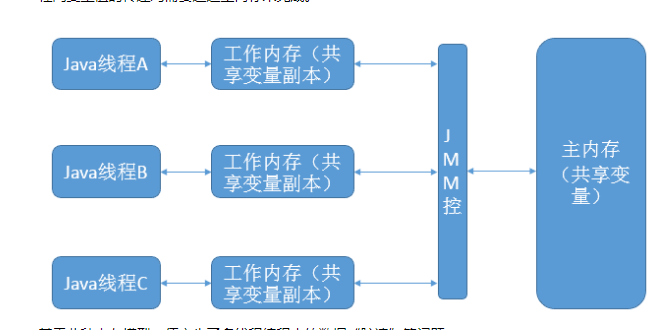 Java线程A
工作内存（共
享变量副本）
Java线程B
工作内存（共
享变量副本）
Java线程C
工作内存（共
享变量副本）
J
M
M
控
主内存
（共享变
量）